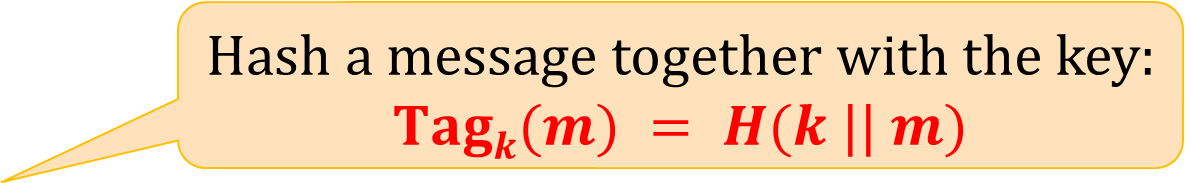 Hash a message together with the key:
Tagₖ(m) = H(k || m)